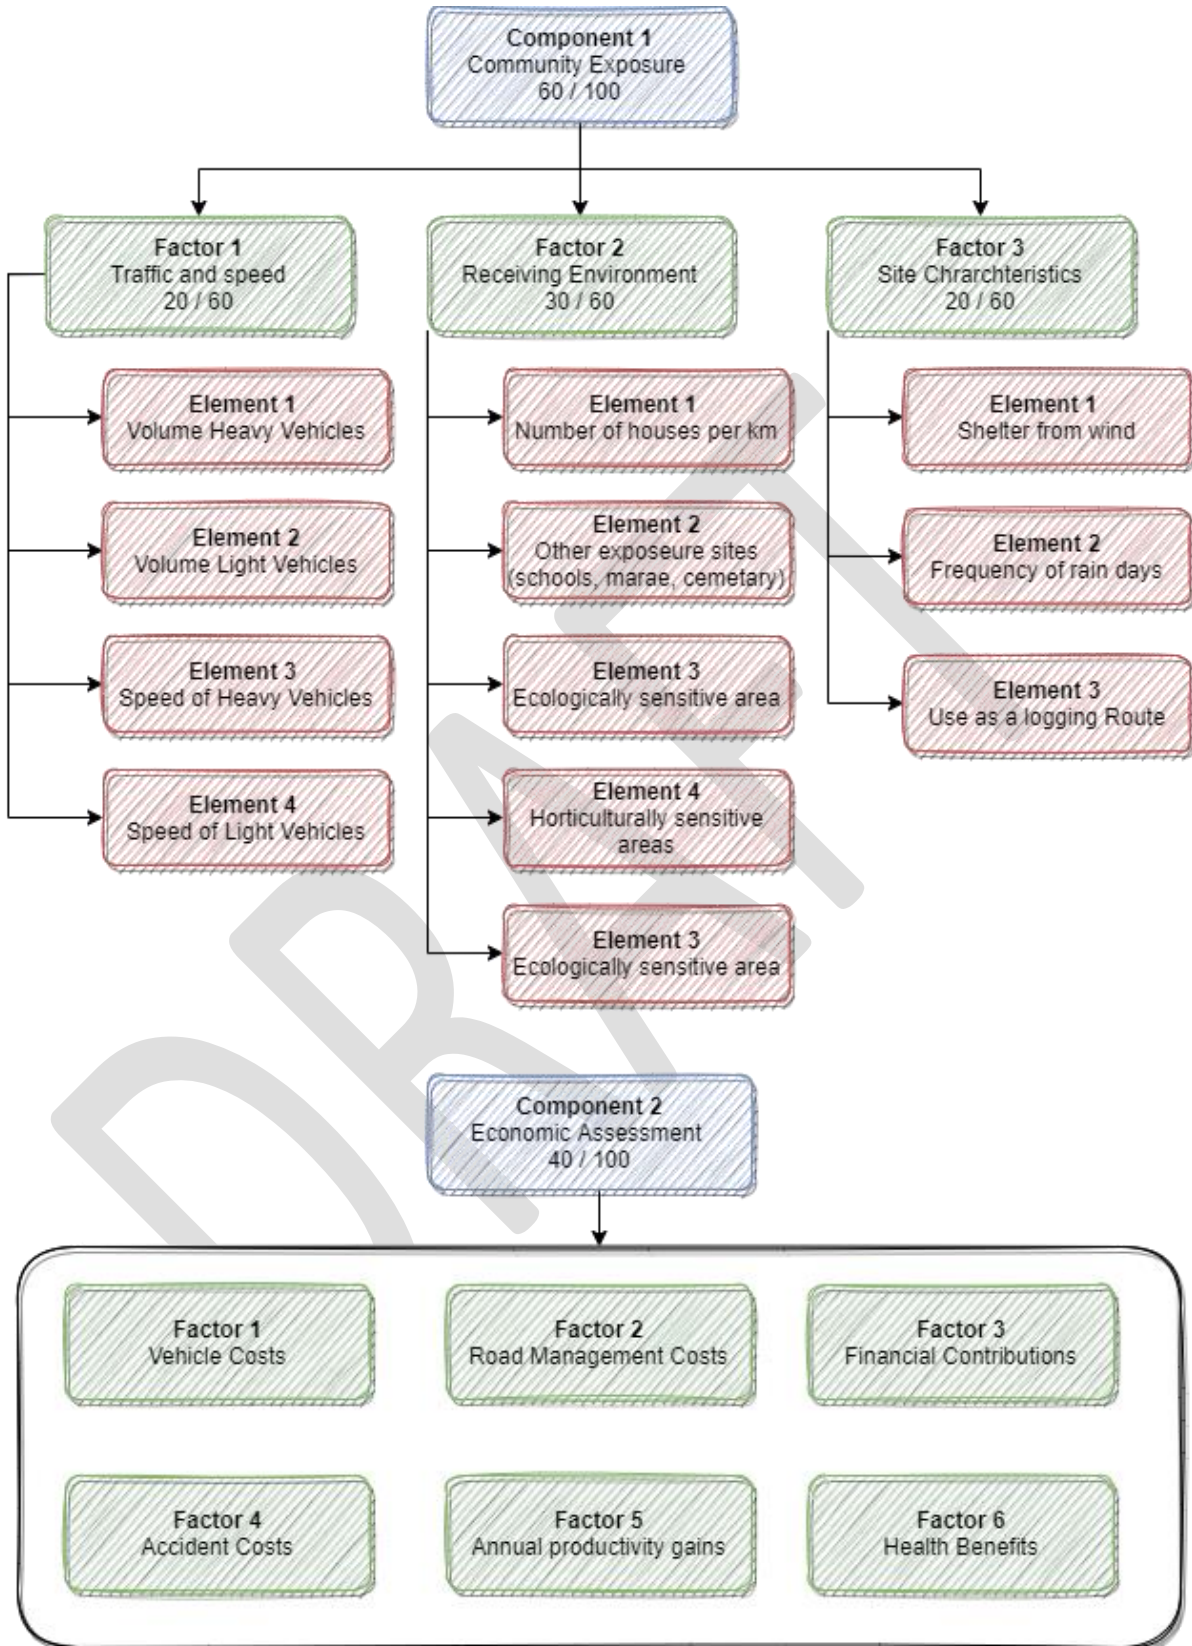 Component 1
Community Exposure
60 / 100
Factor 1
Traffic and speed
20 / 60
Factor 2
Receiving Environment
30 / 60
Factor 3
Site Chrarchteristics
20 / 60
Element 1
Volume Heavy Vehicles
Element 2
Volume Light Vehicles
Element 3
Speed of Heavy Vehicles
Element 4
Speed of Light Vehicles
Element 1
Number of houses per km
Element 2
Other exposeure sites
(schools, marae, cemetary)
Element 3
Ecologically sensitive area
Element 4
Horticulturally sensitive
areas
Element 3
Ecologically sensitive area
Element 1
Shelter from wind
Element 2
Frequency of rain days
Element 3
Use as a logging Route
DRAFT
Component 2
Economic Assessment
40 / 100
Factor 1
Vehicle Costs
Factor 2
Road Management Costs
Factor 3
Financial Contributions
Factor 4
Accident Costs
Factor 5
Annual productivity gains
Factor 6
Health Benefits